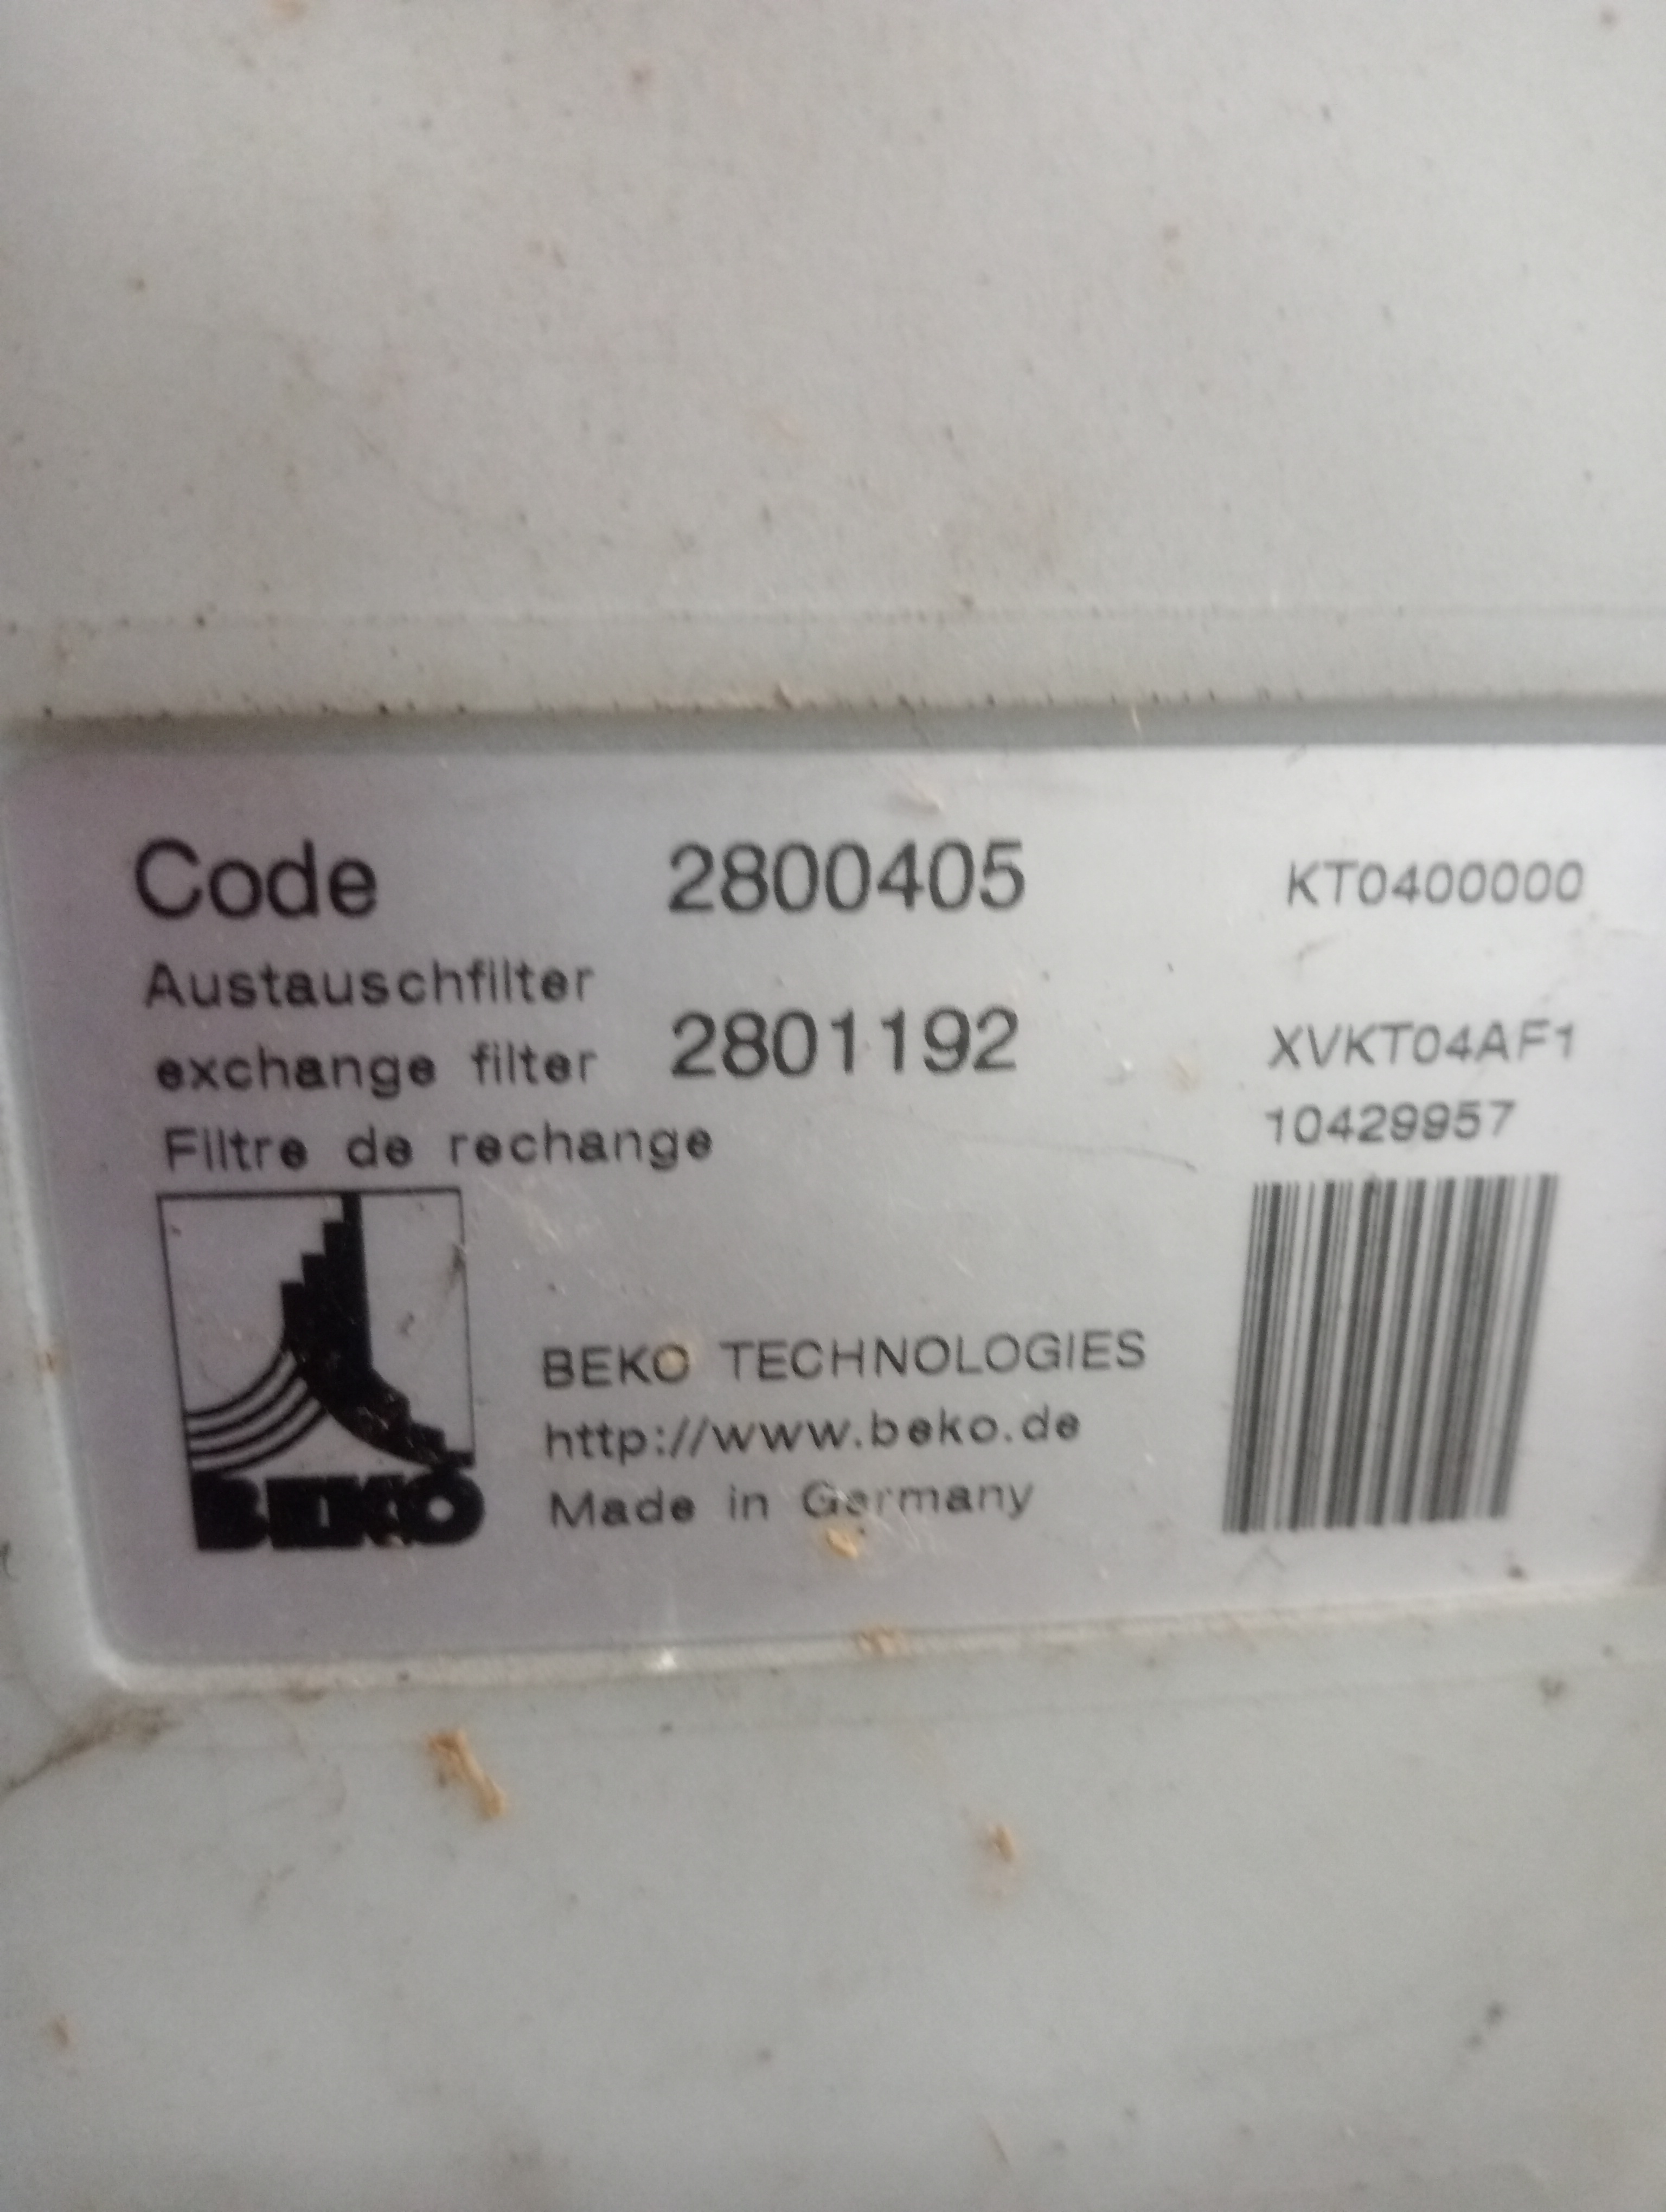 Code 2800405 KT0400000
Austauschfilter
exchange filter 2801192 XVKT04AF1
Filtre de rechange 10429957
BEKO TECHNOLOGIES
http://www.beko.de
Made in Germany
BEKO